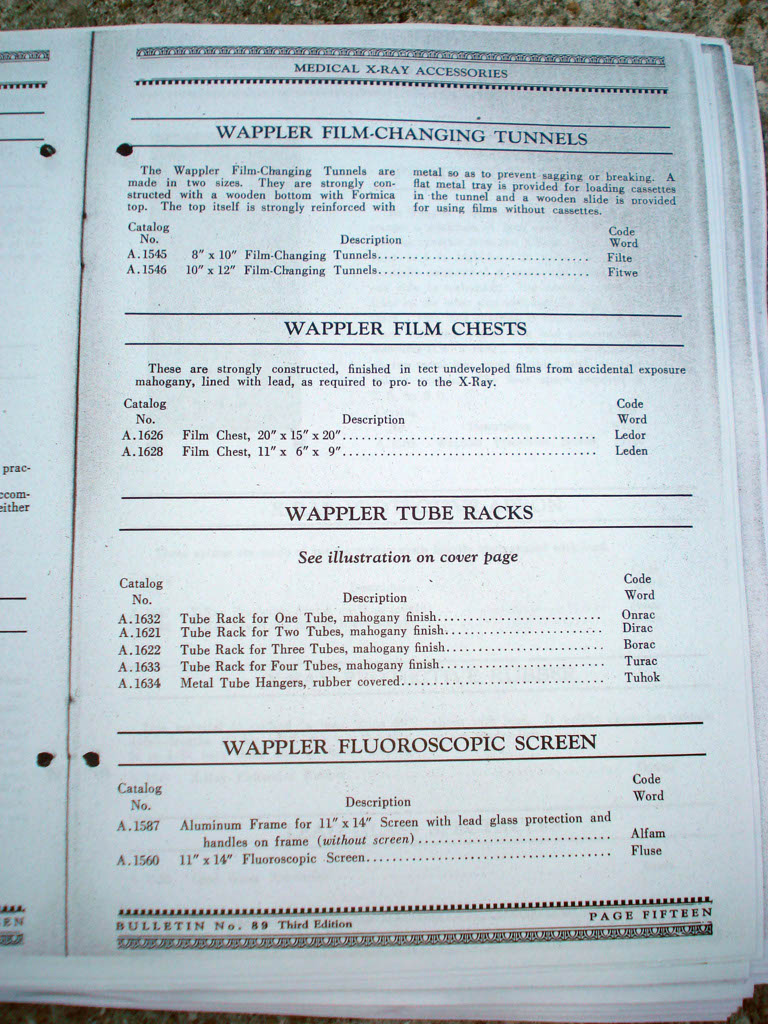 MEDICAL X-RAY ACCESSORIES
WAPPLER FILM-CHANGING TUNNELS
The Wappler Film-Changing Tunnels are
made in two sizes. They are strongly con-
structed with a wooden bottom with Formica
top. The top itself is strongly reinforced with
metal so as to prevent sagging or breaking. A
flat metal tray is provided for loading cassettes
in the tunnel and a wooden slide is provided
for using films without cassettes.
Catalog No. Description Code Word
A.1545 8" x 10" Film-Changing Tunnels........................................ Filte
A.1546 10" x 12" Film-Changing Tunnels........................................ Fitwe
WAPPLER FILM CHESTS
These are strongly constructed, finished in tect undeveloped films from accidental exposure
mahogany, lined with lead, as required to pro- to the X-Ray.
Catalog No. Description Code Word
A.1626 Film Chest, 20" x 15" x 20"............................................ Ledor
A.1628 Film Chest, 11" x 6" x 9"............................................ Leden
WAPPLER TUBE RACKS
See illustration on cover page
Catalog No. Description Code Word
A.1632 Tube Rack for One Tube, mahogany finish............................ Onrac
A.1621 Tube Rack for Two Tubes, mahogany finish............................ Dirac
A.1622 Tube Rack for Three Tubes, mahogany finish............................ Borac
A.1633 Tube Rack for Four Tubes, mahogany finish............................ Turac
A.1634 Metal Tube Hangers, rubber covered.................................. Tuhok
WAPPLER FLUOROSCOPIC SCREEN
Catalog No. Description Code Word
A.1587 Aluminum Frame for 11" x 14" Screen with lead glass protection and
handles on frame (without screen)................................. Alfam
A.1560 11" x 14" Fluoroscopic Screen........................................ Fluse
BULLETIN No. 89 Third Edition PAGE FIFTEEN
prac-
ccom-
either
EEN